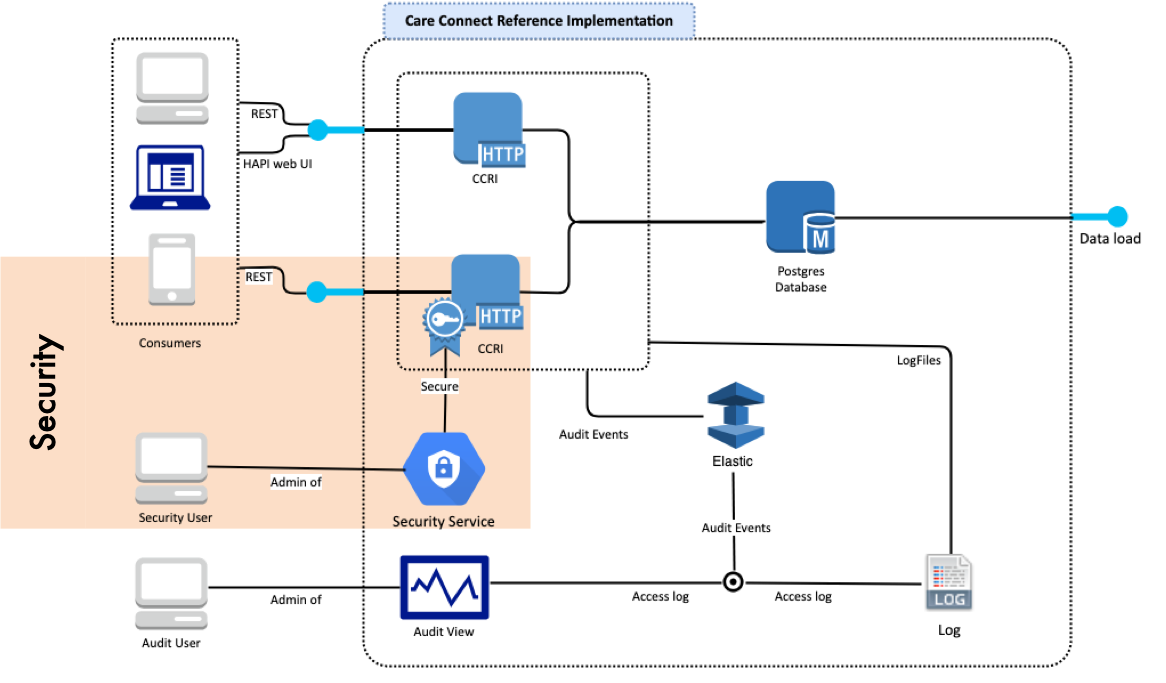 Care Connect Reference Implementation
REST
HAPI web UI
HTTP
CCRI
M
Postgres
Database
Data load
REST
HTTP
CCRI
Consumers
Security
Secure
LogFiles
Audit Events
Elastic
Admin of
Security User
Security Service
Audit Events
Admin of
Access log
Access log
LOG
Audit User
Audit View
Log